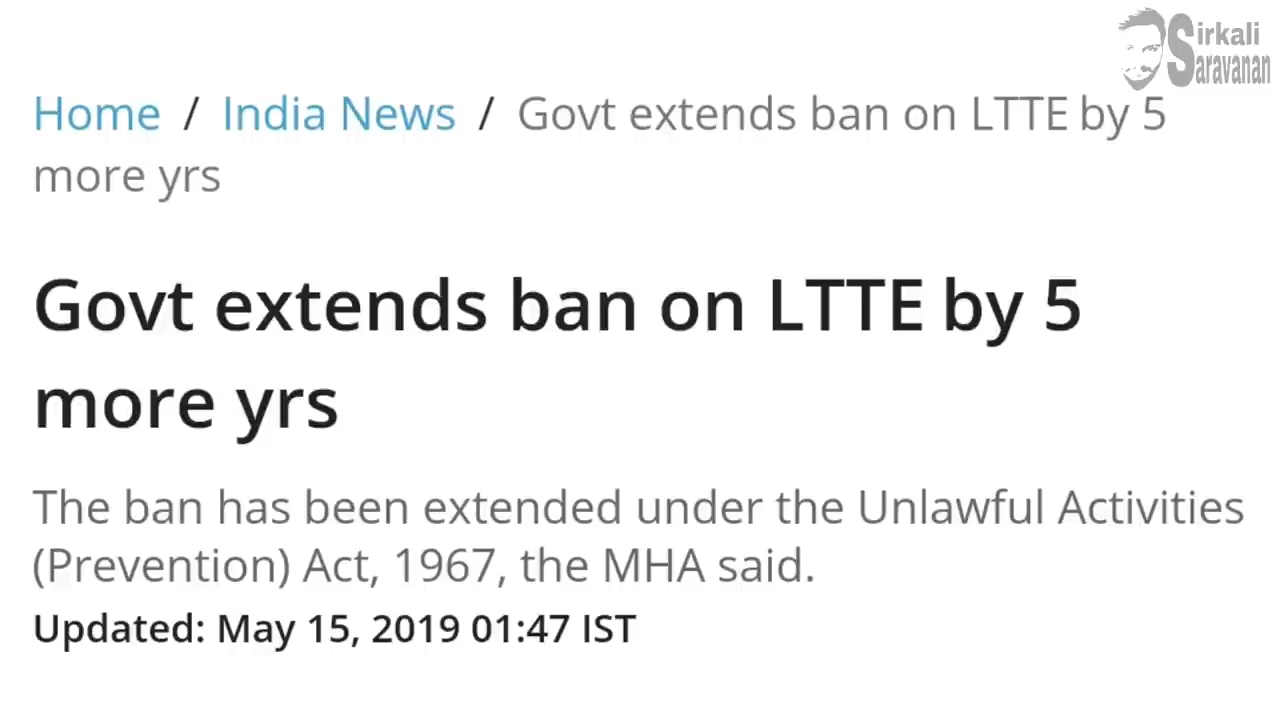 Sirkali
Saravanan
Home / India News / Govt extends ban on LTTE by 5
more yrs
Govt extends ban on LTTE by 5
more yrs
The ban has been extended under the Unlawful Activities
(Prevention) Act, 1967, the MHA said.
Updated: May 15, 2019 01:47 IST